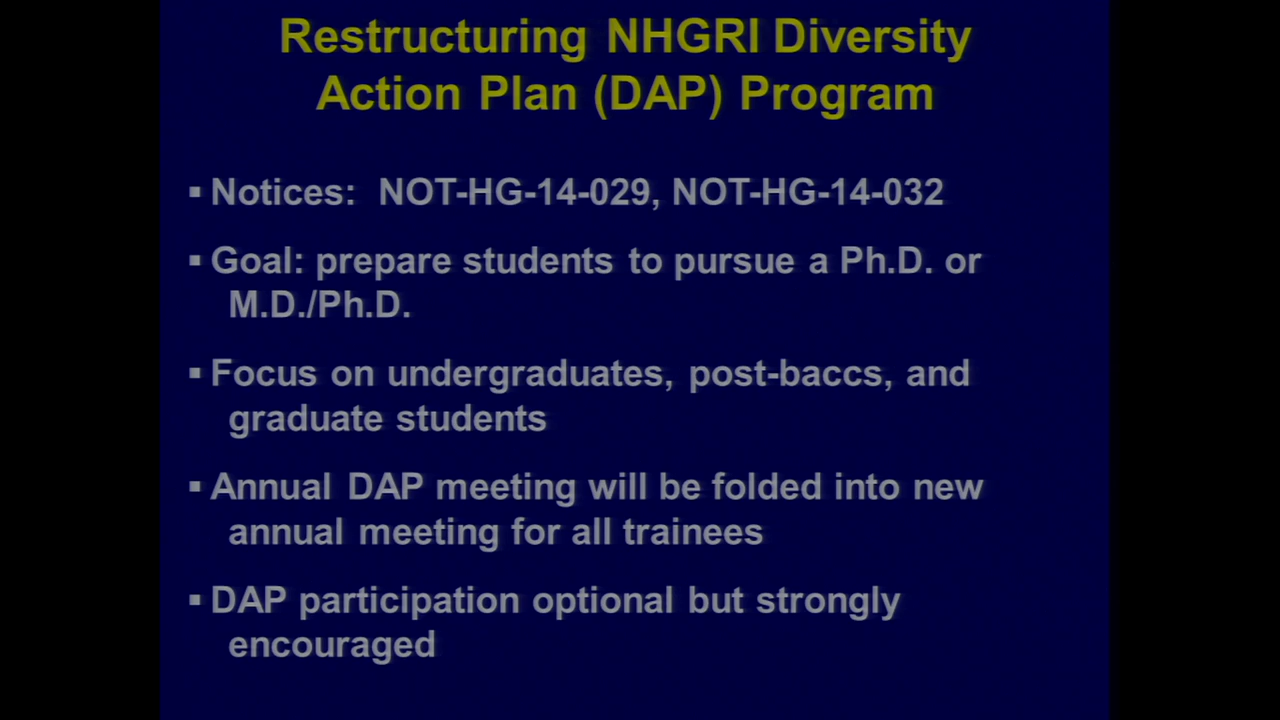 Restructuring NHGRI Diversity
Action Plan (DAP) Program
▪ Notices: NOT-HG-14-029, NOT-HG-14-032
▪ Goal: prepare students to pursue a Ph.D. or
M.D./Ph.D.
▪ Focus on undergraduates, post-baccs, and
graduate students
▪ Annual DAP meeting will be folded into new
annual meeting for all trainees
▪ DAP participation optional but strongly
encouraged